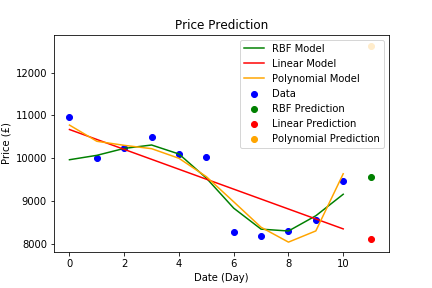 Price Prediction
Price (£)
12000
11000
10000
9000
8000
RBF Model
Linear Model
Polynomial Model
Data
RBF Prediction
Linear Prediction
Polynomial Prediction
0
2
4
6
8
10
Date (Day)